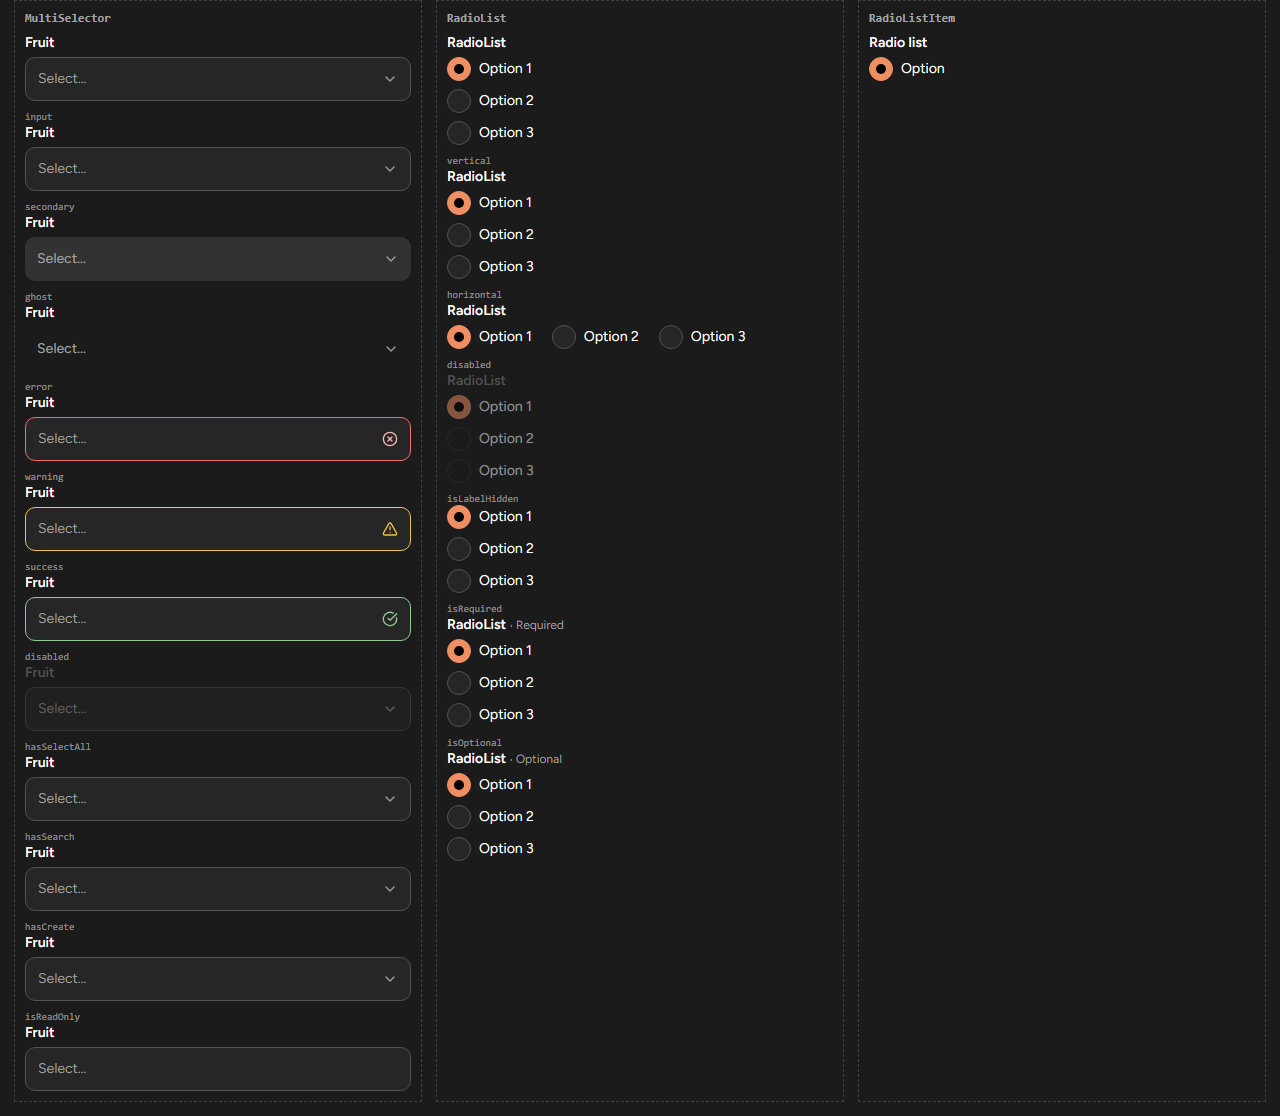 MultiSelector
Fruit
Select...
input
Fruit
Select...
secondary
Fruit
Select...
ghost
Fruit
Select...
error
Fruit
Select...
warning
Fruit
Select...
success
Fruit
Select...
disabled
Fruit
Select...
hasSelectAll
Fruit
Select...
hasSearch
Fruit
Select...
hasCreate
Fruit
Select...
isReadOnly
Fruit
Select...
RadioList
RadioList
Option 1
Option 2
Option 3
vertical
RadioList
Option 1
Option 2
Option 3
horizontal
RadioList
Option 1 Option 2 Option 3
disabled
RadioList
Option 1
Option 2
Option 3
isLabelHidden
Option 1
Option 2
Option 3
isRequired
RadioList · Required
Option 1
Option 2
Option 3
isOptional
RadioList · Optional
Option 1
Option 2
Option 3
RadioListItem
Radio list
Option